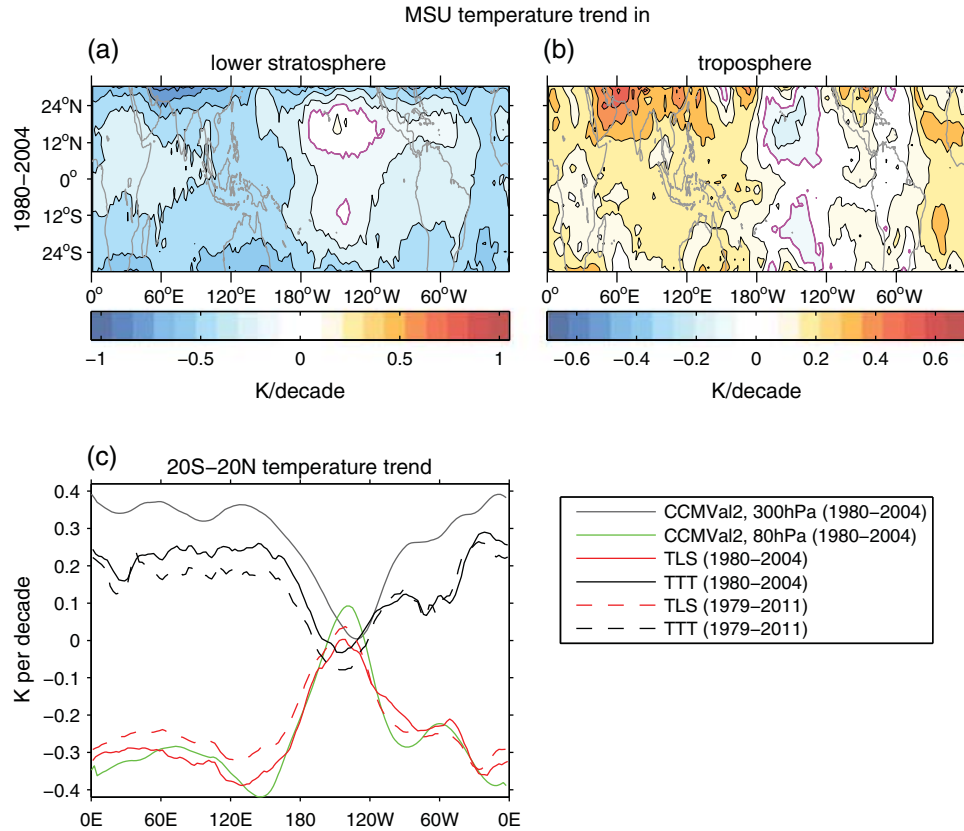 MSU temperature trend in
(a)
(b)
lower stratosphere
troposphere
1980−2004
24°N
12°N
0°
12°S
24°S
24°N
12°N
0°
12°S
24°S
0° 60°E 120°E 180°W 120°W 60°W
0° 60°E 120°E 180°W 120°W 60°W
−1 −0.5 0 0.5 1
−0.6 −0.4 −0.2 0 0.2 0.4 0.6
K/decade
K/decade
(c)
20S−20N temperature trend
K per decade
0.4
0.3
0.2
0.1
0
−0.1
−0.2
−0.3
−0.4
0E 60E 120E 180 120W 60W 0E
CCMVal2, 300hPa (1980−2004)
CCMVal2, 80hPa (1980−2004)
TLS (1980−2004)
TTT (1980−2004)
TLS (1979−2011)
TTT (1979−2011)